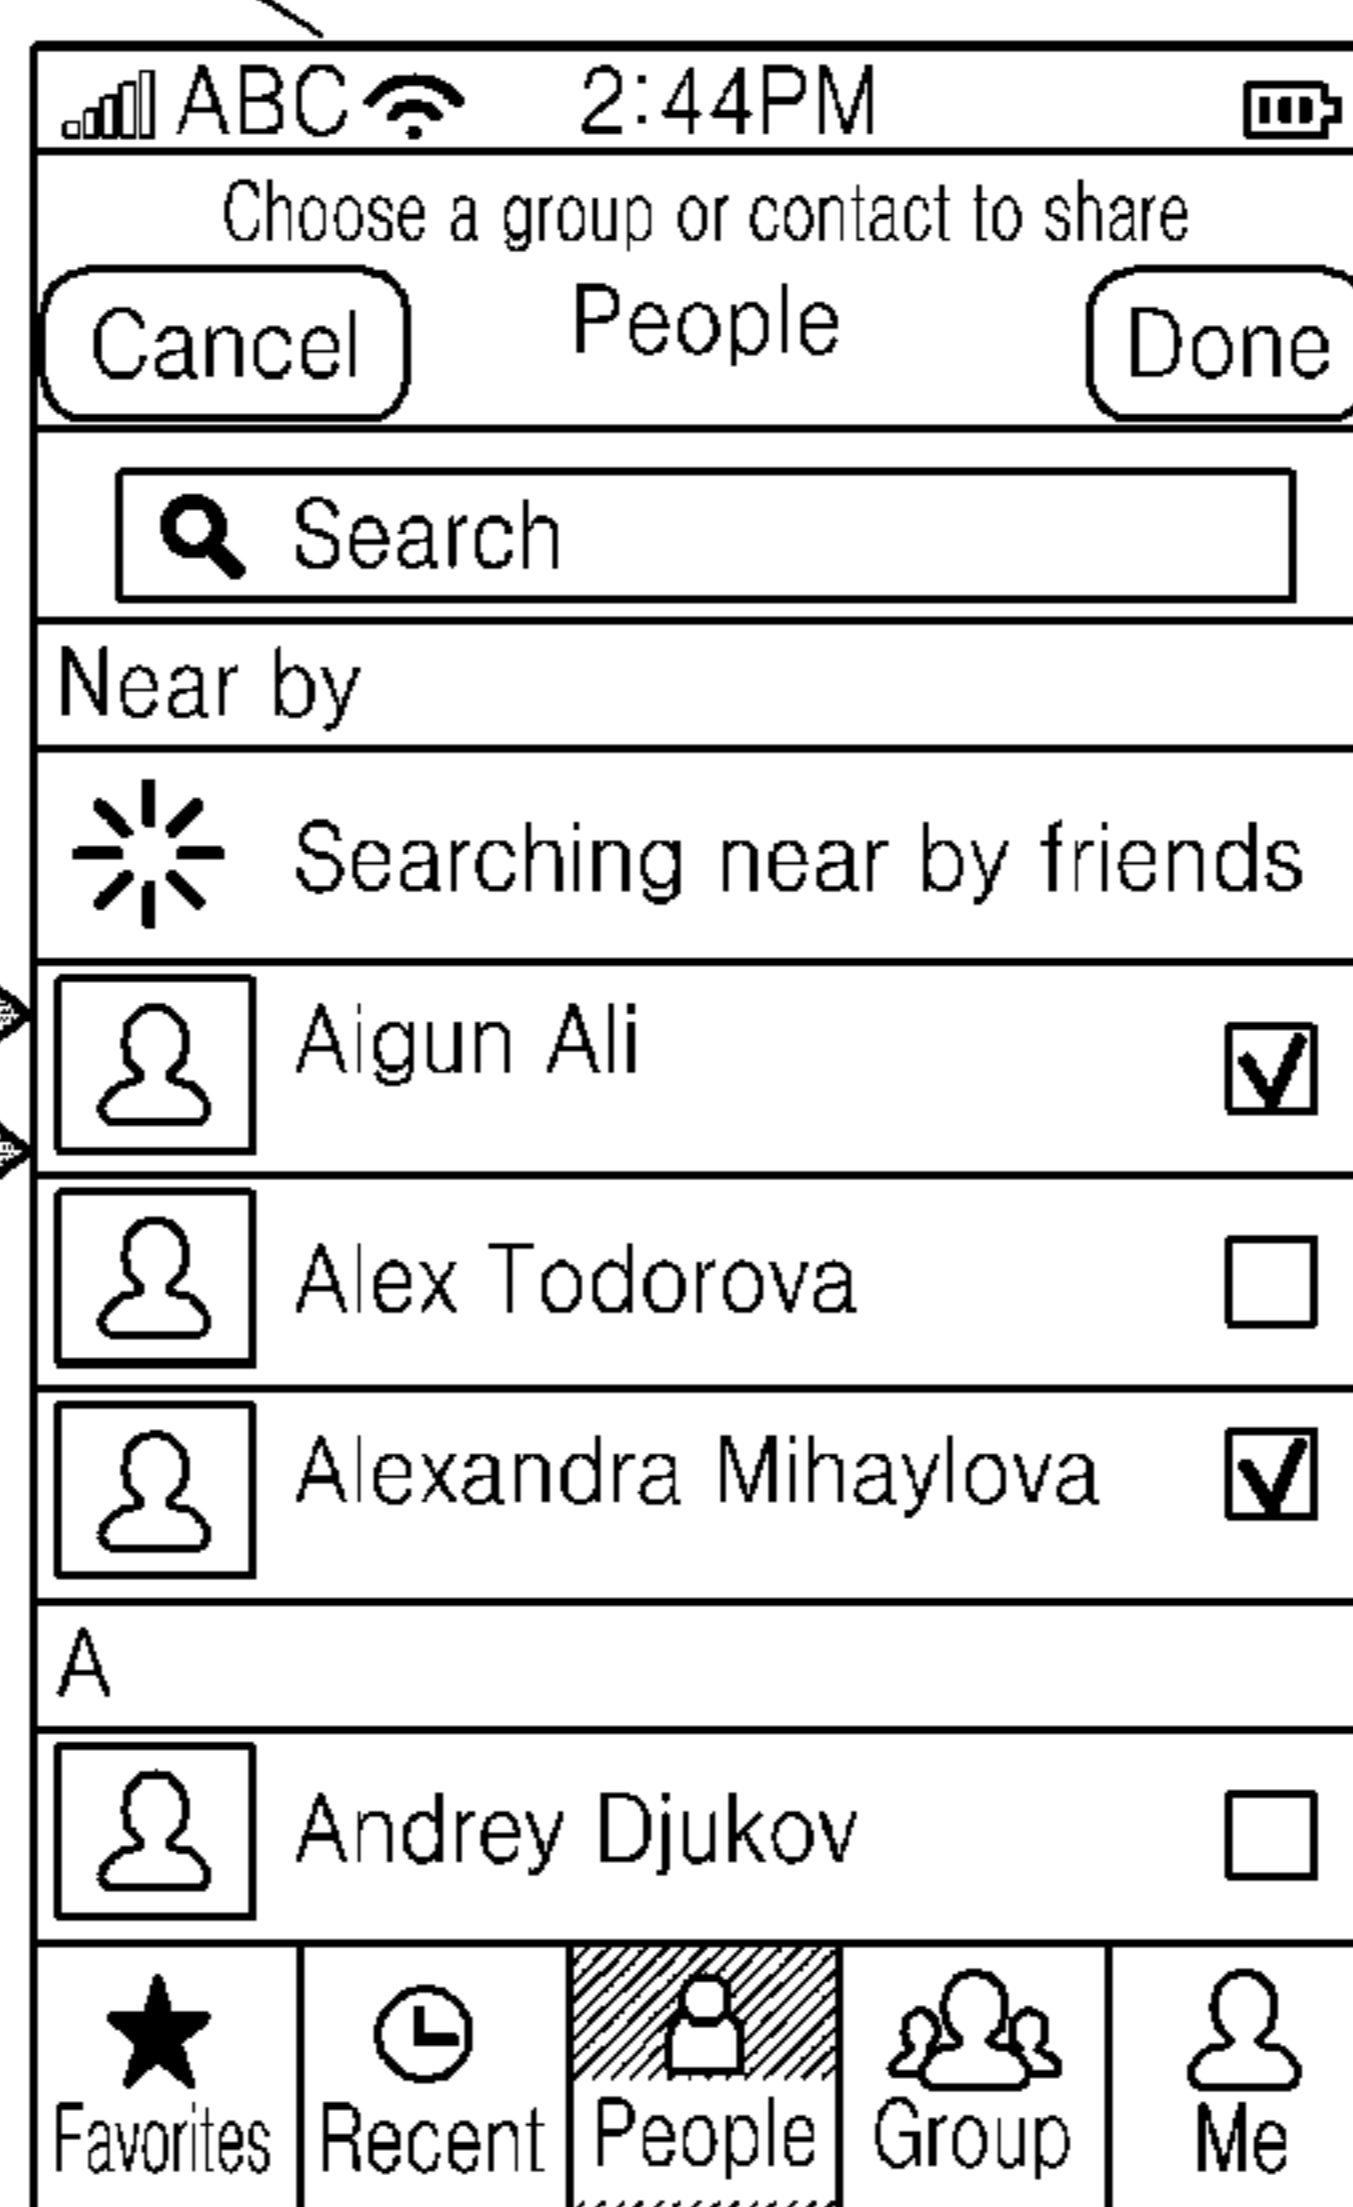 ABC 2:44PM
Choose a group or contact to share
Cancel People Done
Search
Near by
Searching near by friends
Aigun Ali
Alex Todorova
Alexandra Mihaylova
A
Andrey Djukov
Favorites Recent People Group Me